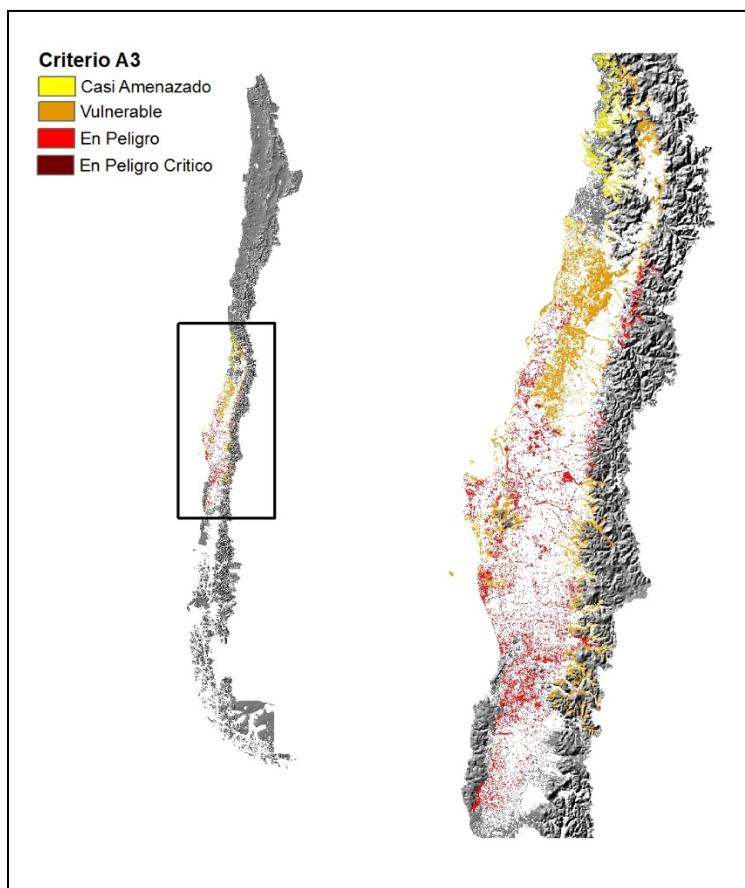 Criterio A3
Casi Amenazado
Vulnerable
En Peligro
En Peligro Critico